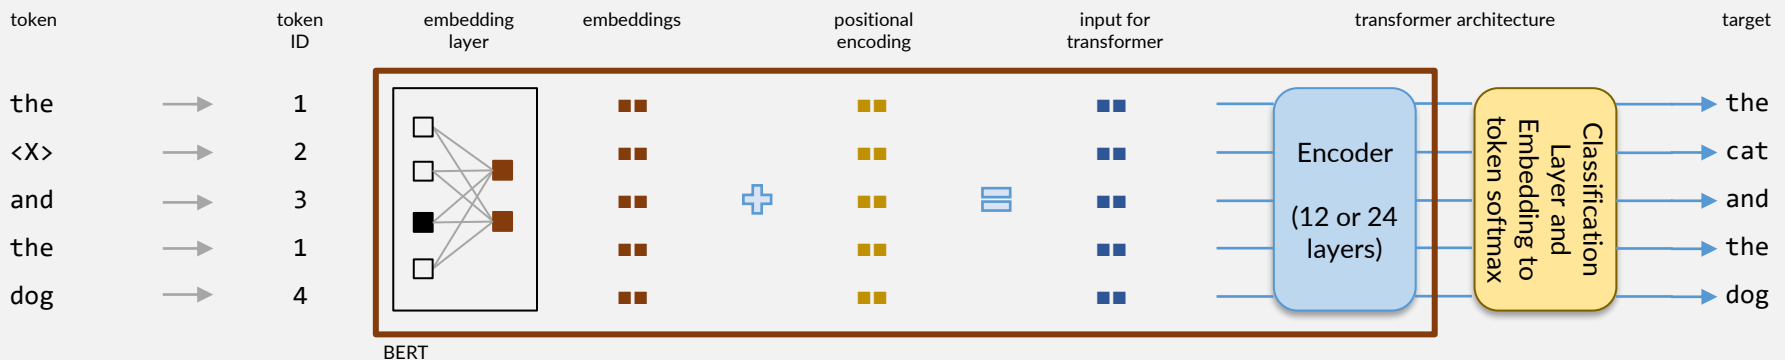 token
token
ID
embedding
layer
embeddings
positional
encoding
input for
transformer
transformer architecture
target
the
1
the
<X>
2
cat
and
3
and
the
1
the
dog
4
dog
Encoder
(12 or 24
layers)
Classification
Layer and
Embedding to
token softmax
BERT